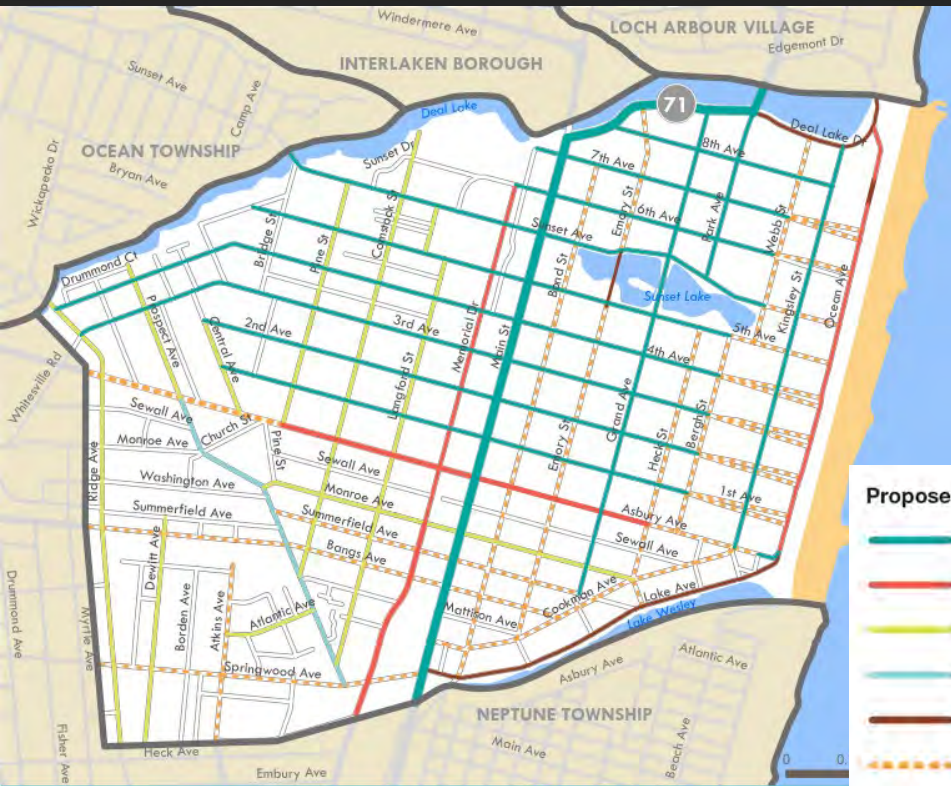 Windermere Ave
LOCH ARBOUR VILLAGE
Edgemont Dr
INTERLAKEN BOROUGH
Sunset Ave
Camp Ave
Deal Lake
71
Deal Lake Dr
Wickapecko Dr
OCEAN TOWNSHIP
Bryan Ave
Sunset Dr
8th Ave
7th Ave
Emory St
6th Ave
Park Ave
Webb St
Comstock St
Bridge St
Pine St
Sunset Ave
Drummond Ct
Bond St
Sunset Lake
Kingsley St
Ocean Ave
Prospect Ave
Central Ave
2nd Ave
3rd Ave
Memorial Dr
Main St
5th Ave
4th Ave
Whitesville Rd
Langford St
Grand Ave
Bergh St
Heck St
Emory St
Sewall Ave
Church St
Monroe Ave
Pine St
Ridge Ave
Washington Ave
Sewall Ave
Monroe Ave
1st Ave
Summerfield Ave
Summerfield Ave
Asbury Ave
Sewall Ave
Bangs Ave
Dewitt Ave
Borden Ave
Atkins Ave
Atlantic Ave
Mattison Ave
Cookman Ave
Lake Ave
Lake Wesley
Drummond Ave
Myrtle Ave
Springwood Ave
Asbury Ave
Atlantic Ave
NEPTUNE TOWNSHIP
Main Ave
Beach Ave
Fisher Ave
Heck Ave
Embury Ave
Propose
0
0.